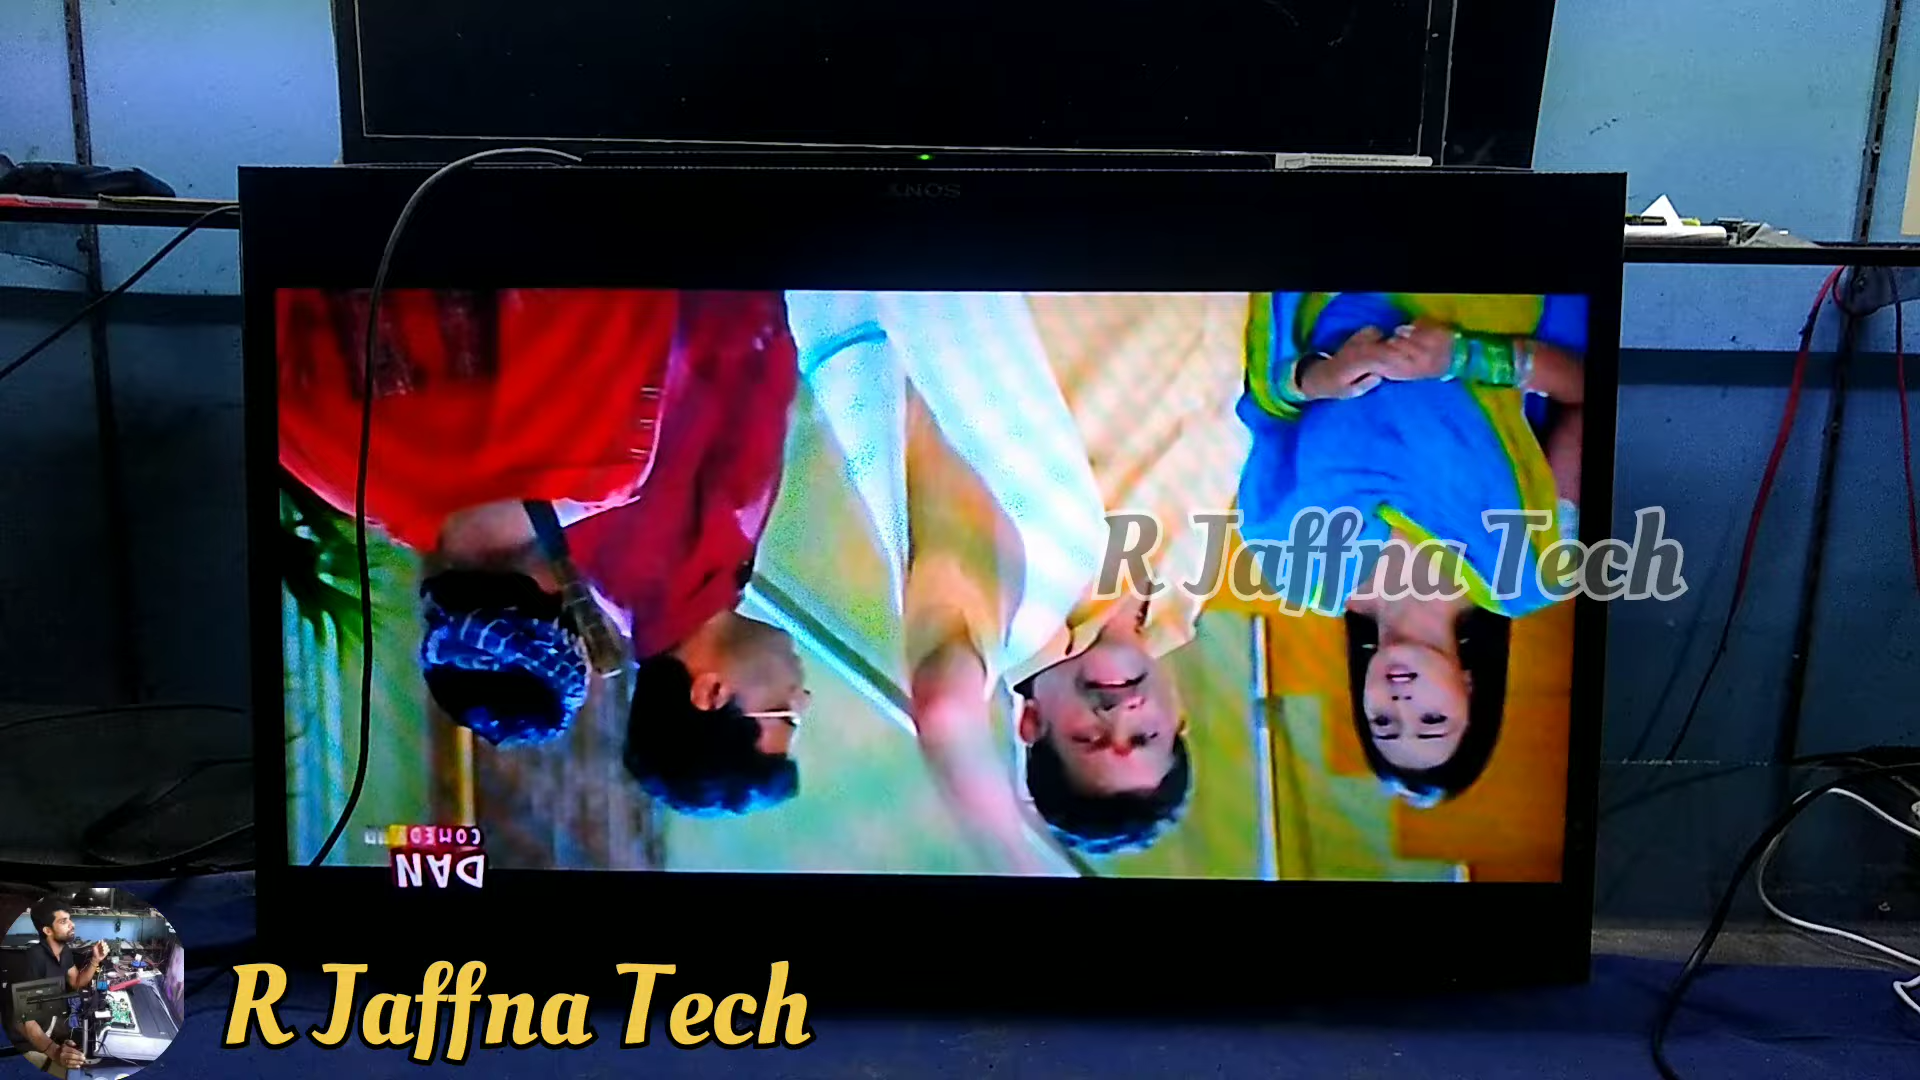 SONY
R Jaffna Tech
DAN
COMEDY
R Jaffna Tech